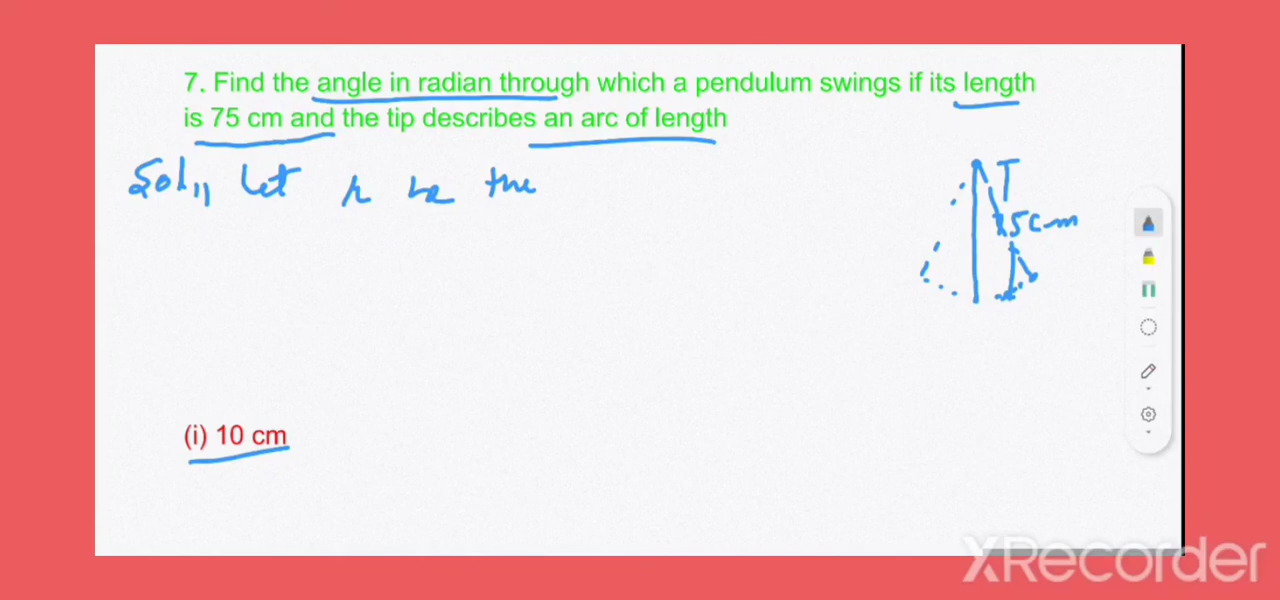 7. Find the angle in radian through which a pendulum swings if its length
is 75 cm and the tip describes an arc of length
Sol,, Let r be the
T
75cm
(i) 10 cm
XRecorder